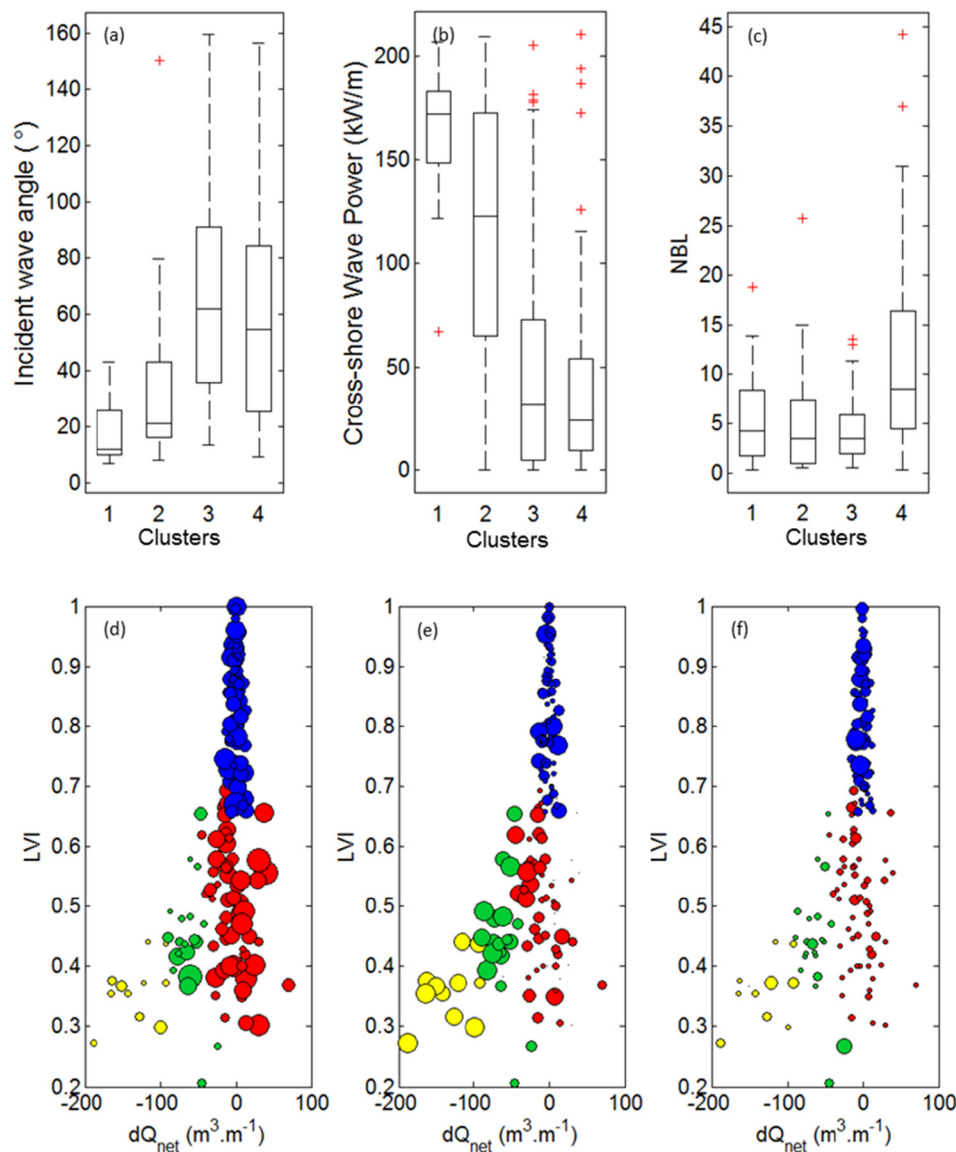 (a)
160
140
120
100
80
60
40
20
0
Incident wave angle (°)
1 2 3 4
Clusters
(b)
200
150
100
50
0
Cross-shore Wave Power (kW/m)
1 2 3 4
Clusters
(c)
45
40
35
30
25
20
15
10
5
0
NBL
1 2 3 4
Clusters
(d)
1
0.9
0.8
0.7
0.6
0.5
0.4
0.3
0.2
LVI
-200 -100 0 100
dQnet (m³.m⁻¹)
(e)
1
0.9
0.8
0.7
0.6
0.5
0.4
0.3
0.2
LVI
-200 -100 0 100
dQnet (m³.m⁻¹)
(f)
1
0.9
0.8
0.7
0.6
0.5
0.4
0.3
0.2
LVI
-200 -100 0 100
dQnet (m³.m⁻¹)